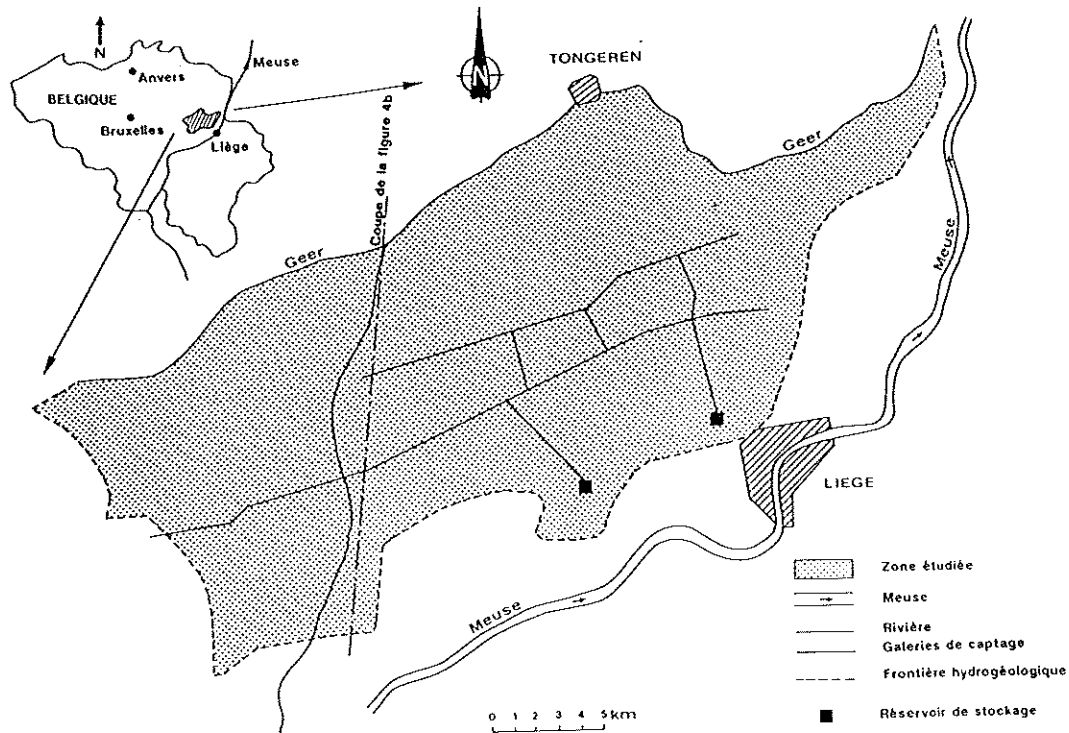 N
Meuse
Anvers
BELGIQUE
Bruxelles
Liège
N
TONGEREN
Coupe de la figure 4b
Geer
Geer
Meuse
LIEGE
Meuse
Zone étudiée
Meuse
Rivière
Galeries de captage
Frontière hydrogéologique
Réservoir de stockage
0 1 2 3 4 5 km